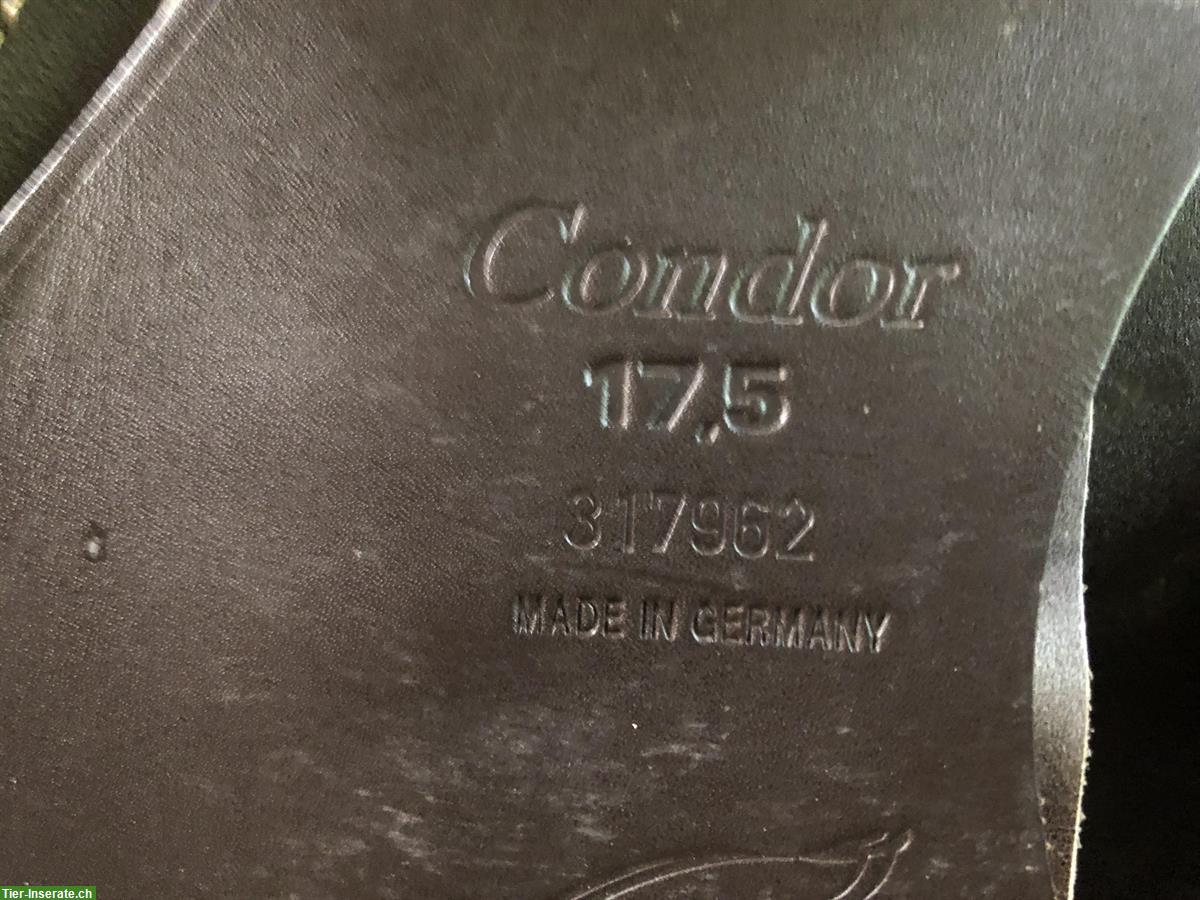 Condor
17,5
317962
MADE IN GERMANY
Tier-Inserate.ch